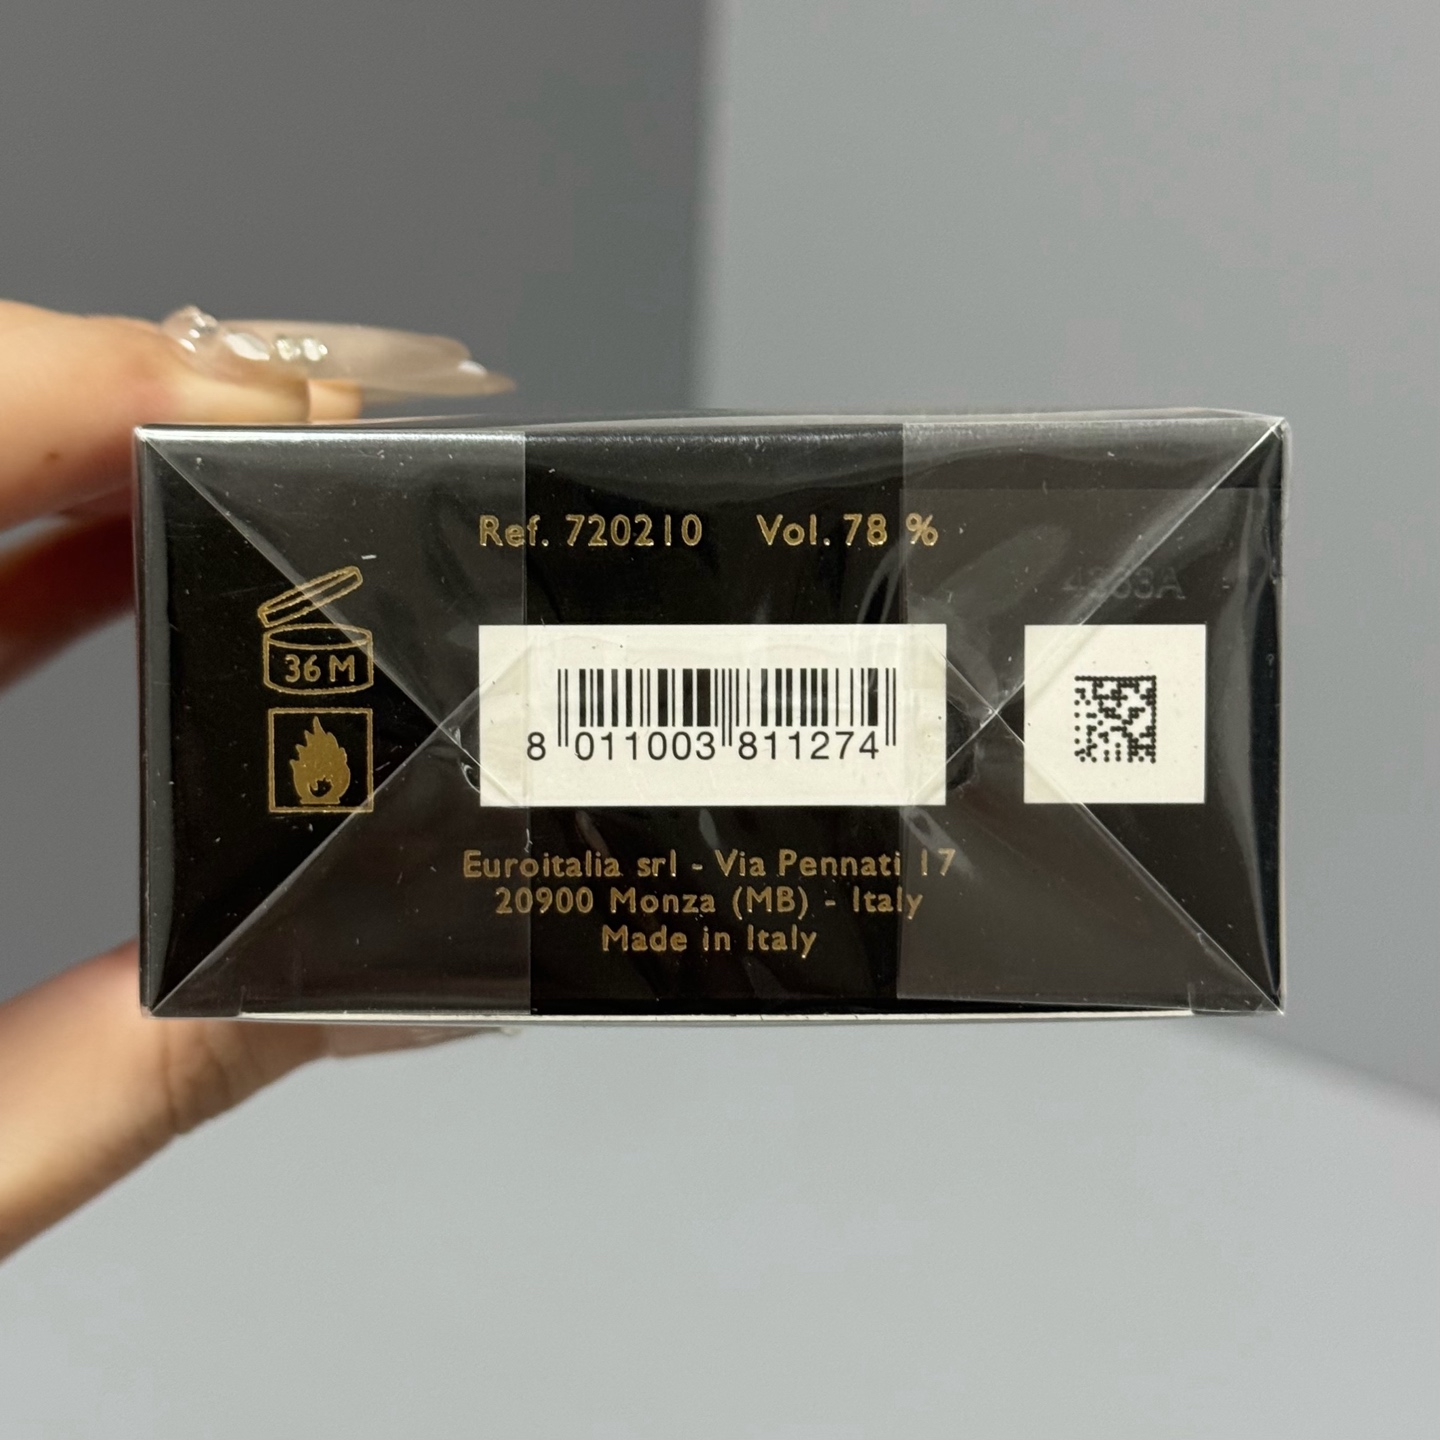 Ref. 720210 Vol. 78 %
36 M
8 011003 811274
Euroitalia srl - Via Pennati 17
20900 Monza (MB) - Italy
Made in Italy